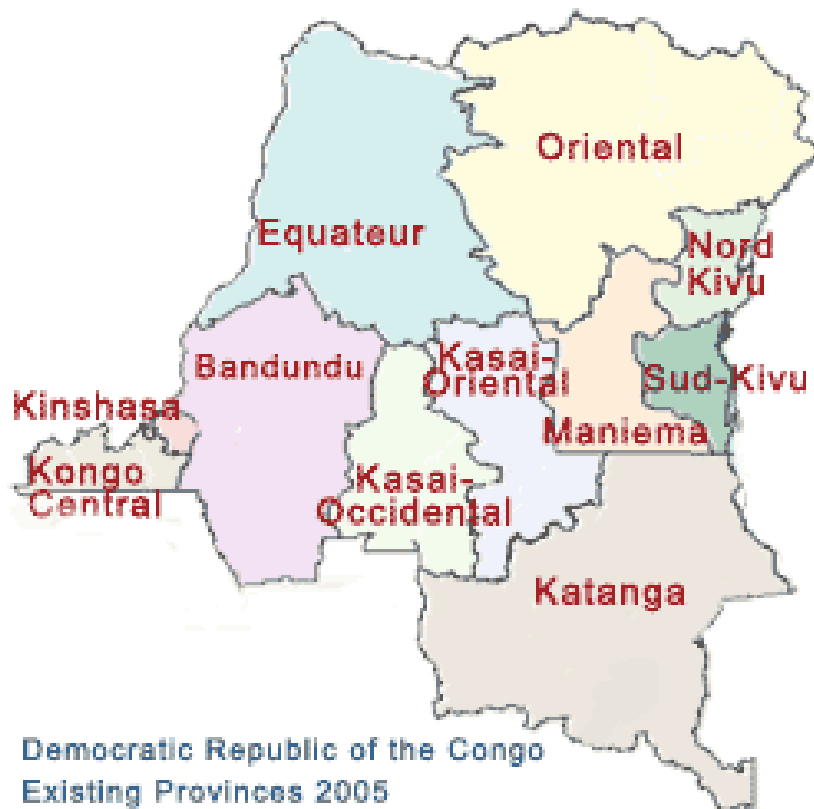 Oriental
Equateur
Nord
Kivu
Bandundu
Kasai-
Oriental
Sud-Kivu
Kinshasa
Maniema
Kongo
Central
Kasai-
Occidental
Katanga
Democratic Republic of the Congo
Existing Provinces 2005